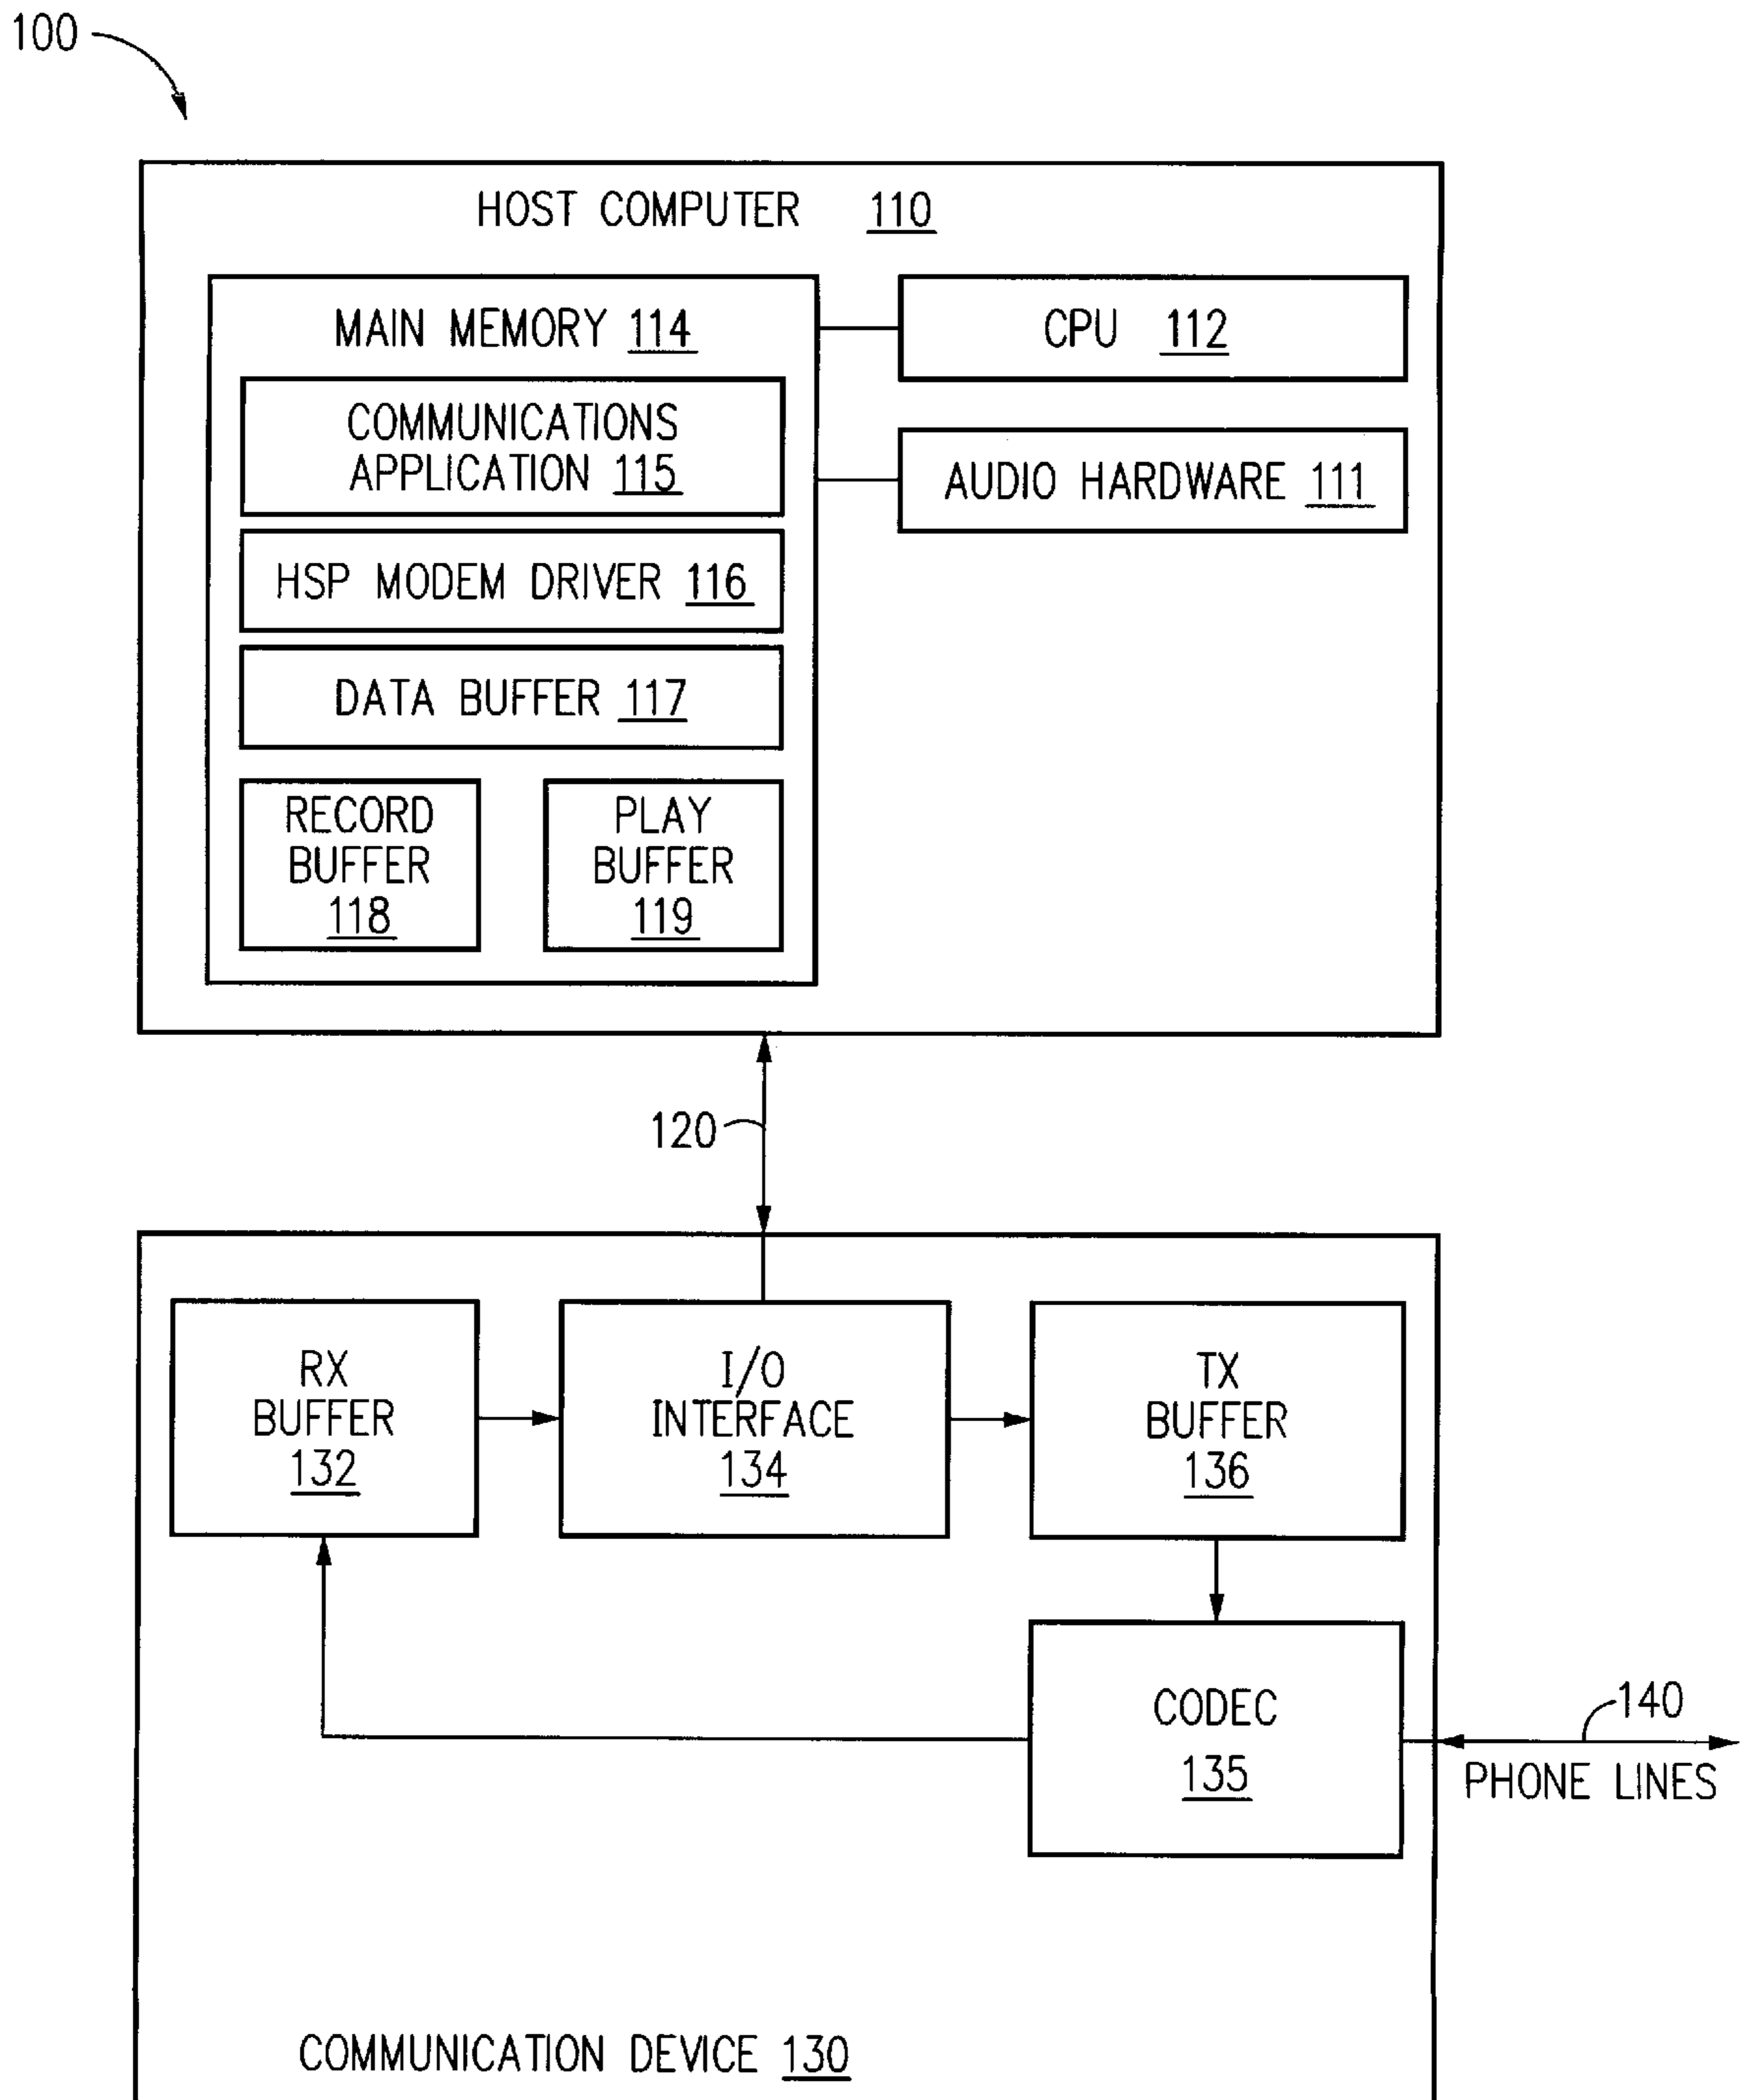 100
HOST COMPUTER 110
MAIN MEMORY 114
CPU 112
COMMUNICATIONS
APPLICATION 115
AUDIO HARDWARE 111
HSP MODEM DRIVER 116
DATA BUFFER 117
RECORD
BUFFER
118
PLAY
BUFFER
119
120
RX
BUFFER
132
I/O
INTERFACE
134
TX
BUFFER
136
CODEC
135
140
PHONE LINES
COMMUNICATION DEVICE 130